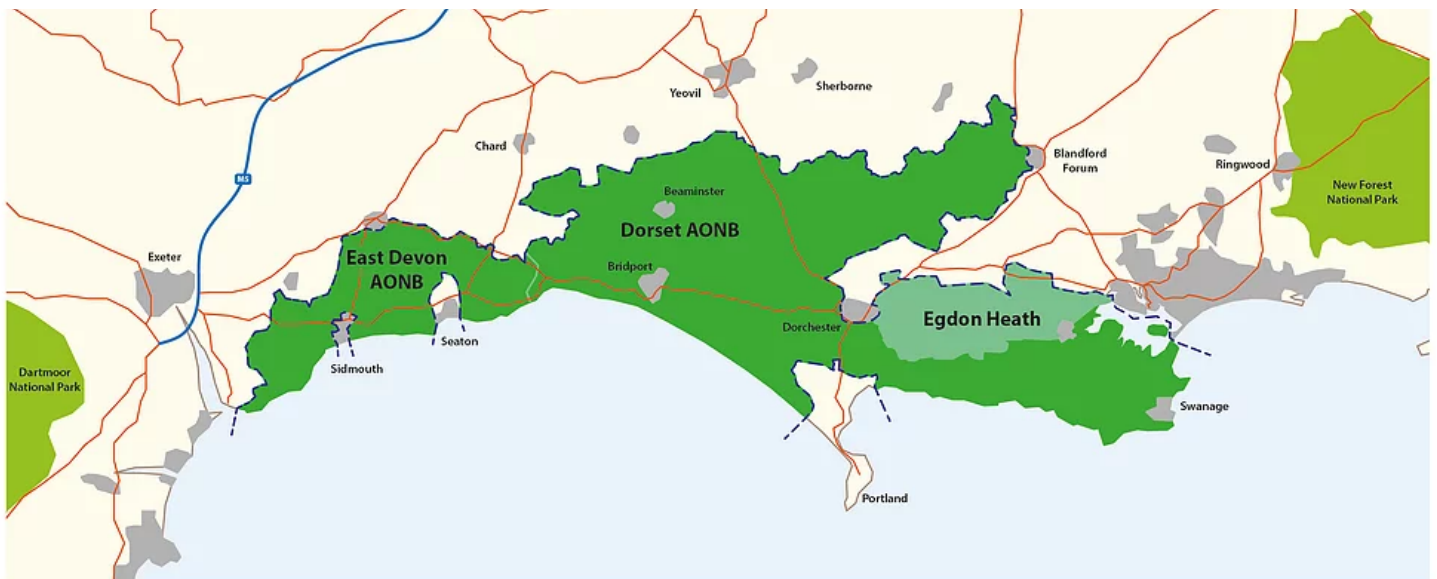 Yeovil
Sherborne
Chard
Blandford
Forum
Ringwood
M5
New Forest
National Park
Beaminster
Dorset AONB
Exeter
East Devon
AONB
Bridport
Egdon Heath
Dorchester
Seaton
Sidmouth
Dartmoor
National Park
Swanage
Portland